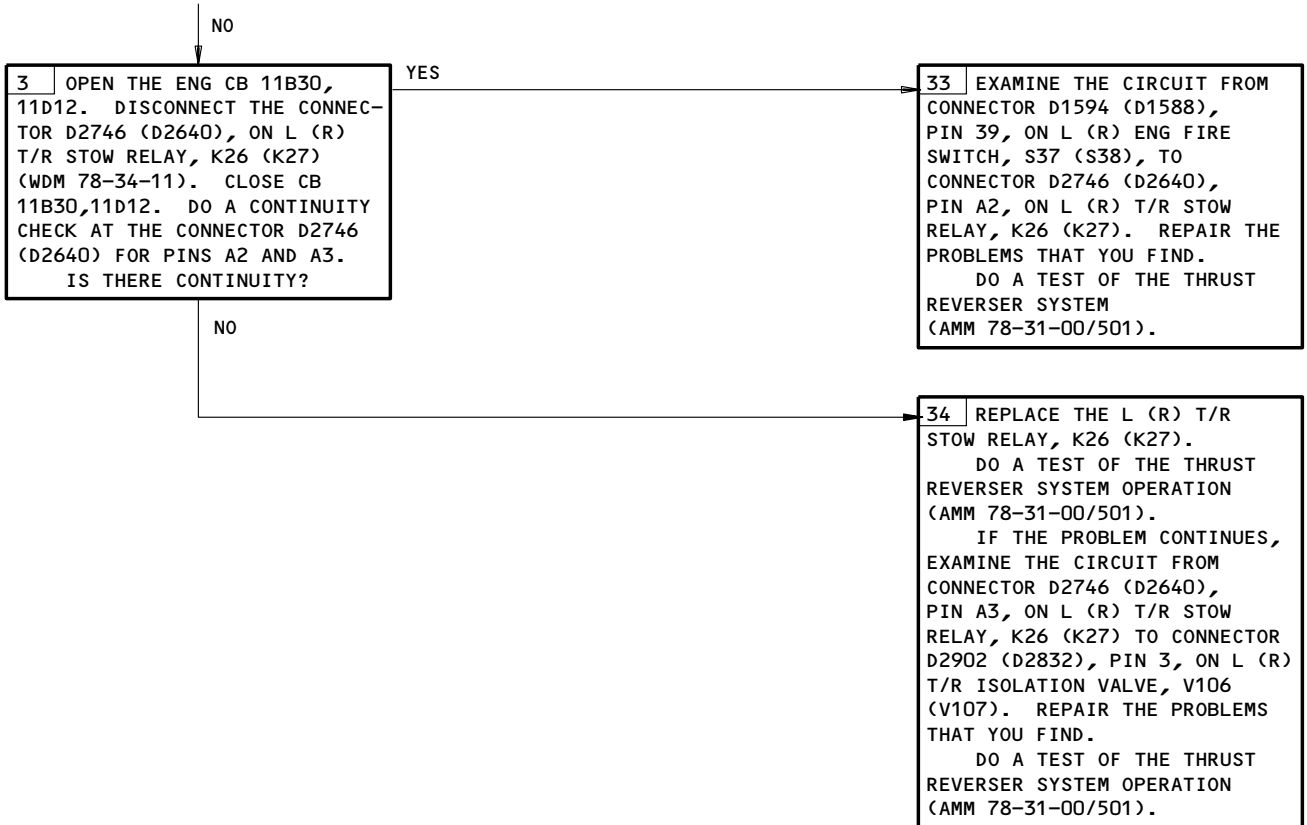 NO
3 OPEN THE ENG CB 11B30,
11D12. DISCONNECT THE CONNEC-
TOR D2746 (D2640), ON L (R)
T/R STOW RELAY, K26 (K27)
(WDM 78-34-11). CLOSE CB
11B30,11D12. DO A CONTINUITY
CHECK AT THE CONNECTOR D2746
(D2640) FOR PINS A2 AND A3.
IS THERE CONTINUITY?
YES
33 EXAMINE THE CIRCUIT FROM
CONNECTOR D1594 (D1588),
PIN 39, ON L (R) ENG FIRE
SWITCH, S37 (S38), TO
CONNECTOR D2746 (D2640),
PIN A2, ON L (R) T/R STOW
RELAY, K26 (K27). REPAIR THE
PROBLEMS THAT YOU FIND.
DO A TEST OF THE THRUST
REVERSER SYSTEM
(AMM 78-31-00/501).
NO
34 REPLACE THE L (R) T/R
STOW RELAY, K26 (K27).
DO A TEST OF THE THRUST
REVERSER SYSTEM OPERATION
(AMM 78-31-00/501).
IF THE PROBLEM CONTINUES,
EXAMINE THE CIRCUIT FROM
CONNECTOR D2746 (D2640),
PIN A3, ON L (R) T/R STOW
RELAY, K26 (K27) TO CONNECTOR
D2902 (D2832), PIN 3, ON L (R)
T/R ISOLATION VALVE, V106
(V107). REPAIR THE PROBLEMS
THAT YOU FIND.
DO A TEST OF THE THRUST
REVERSER SYSTEM OPERATION
(AMM 78-31-00/501).